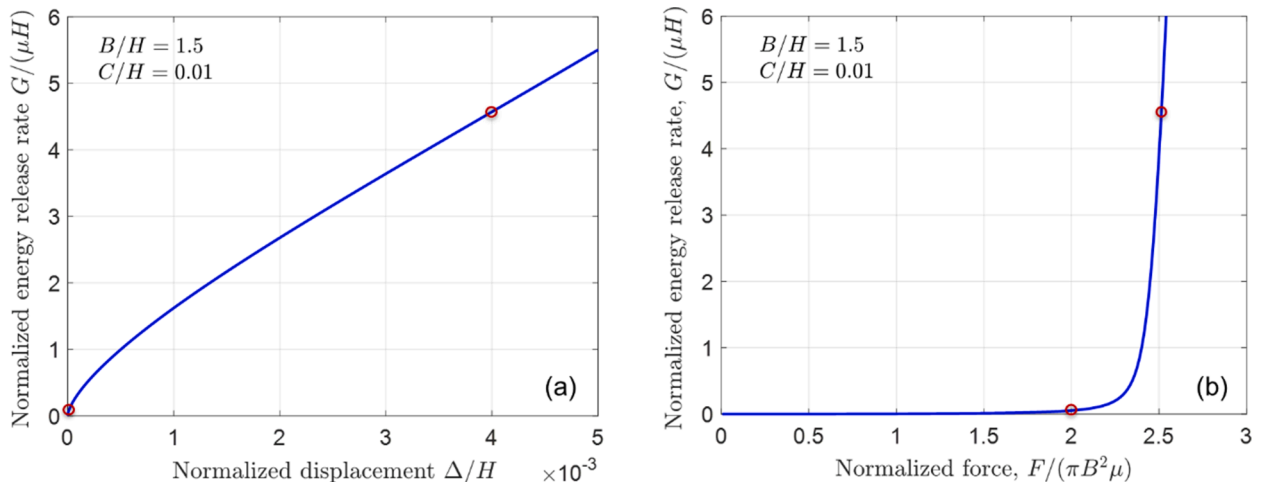 Normalized energy release rate G/(μH)
6
5
4
3
2
1
0
B/H = 1.5
C/H = 0.01
(a)
0 1 2 3 4 5
Normalized displacement Δ/H ×10⁻³
Normalized energy release rate, G/(μH)
6
5
4
3
2
1
0
B/H = 1.5
C/H = 0.01
(b)
0 0.5 1 1.5 2 2.5 3
Normalized force, F/(πB²μ)